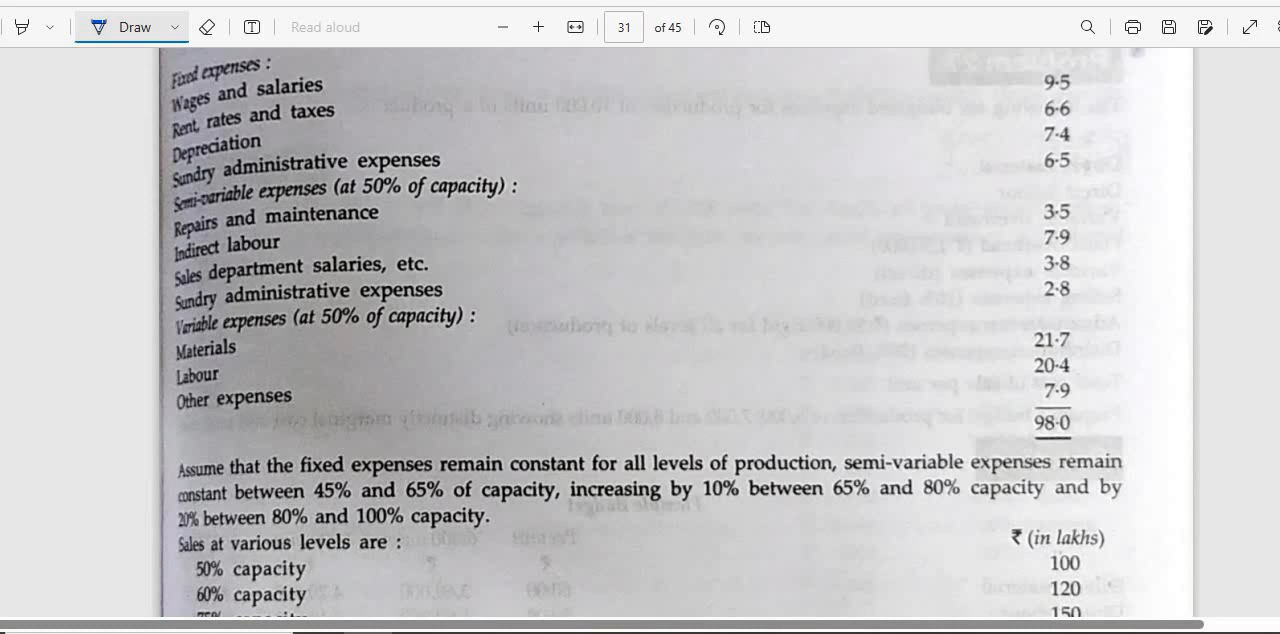 Draw
Read aloud
31
of 45
Fixed expenses :
Wages and salaries 9·5
Rent, rates and taxes 6·6
Depreciation 7·4
Sundry administrative expenses 6·5
Semi-variable expenses (at 50% of capacity) :
Repairs and maintenance 3·5
Indirect labour 7·9
Sales department salaries, etc. 3·8
Sundry administrative expenses 2·8
Variable expenses (at 50% of capacity) :
Materials 21·7
Labour 20·4
Other expenses 7·9
98·0
Assume that the fixed expenses remain constant for all levels of production, semi-variable expenses remain
constant between 45% and 65% of capacity, increasing by 10% between 65% and 80% capacity and by
20% between 80% and 100% capacity.
Sales at various levels are : ₹ (in lakhs)
50% capacity 100
60% capacity 120
150